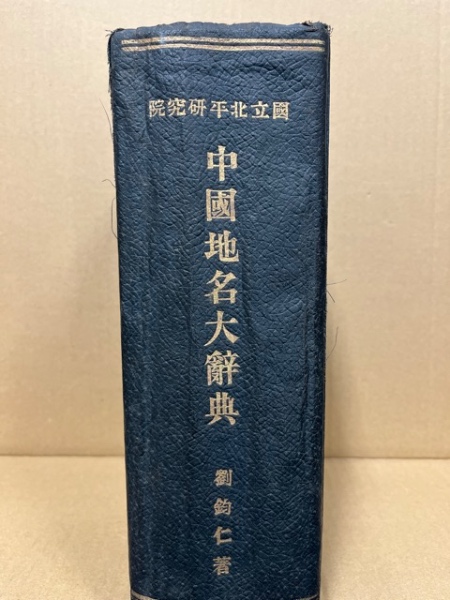 國立北平研究院
中國地名大辭典
劉鈞仁著